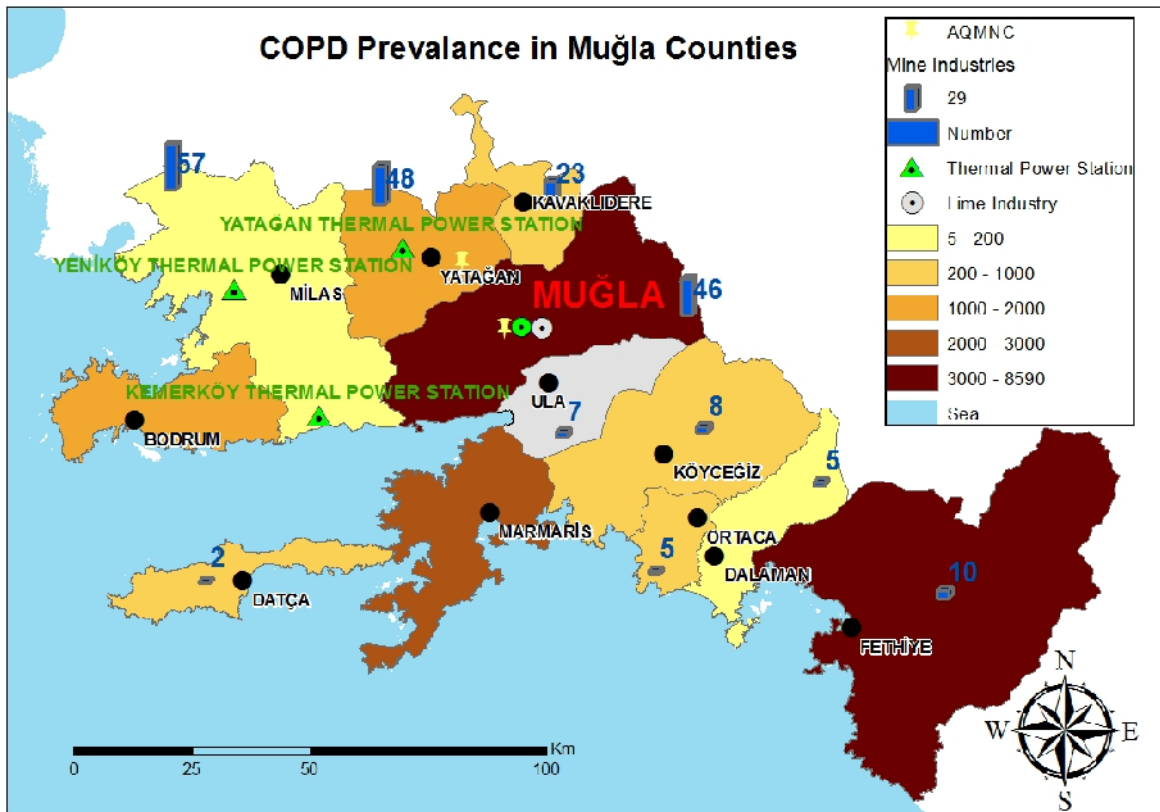 COPD Prevalance in Muğla Counties
AQMNC
Mine Industries
29
Number
Thermal Power Station
Lime Industry
5 - 200
200 - 1000
1000 - 2000
2000 - 3000
3000 - 8590
Sea
57
48
23
KAVAKLIDERE
YATAĞAN THERMAL POWER STATION
YATAĞAN
YENİKÖY THERMAL POWER STATION
MİLAS
MUĞLA
46
KEMERKÖY THERMAL POWER STATION
ULA
7
8
BODRUM
KÖYCEĞİZ
5
MARMARİS
ORTACA
5
DALAMAN
2
DATÇA
10
FETHİYE
N
W E
S
Km
0 25 50 100